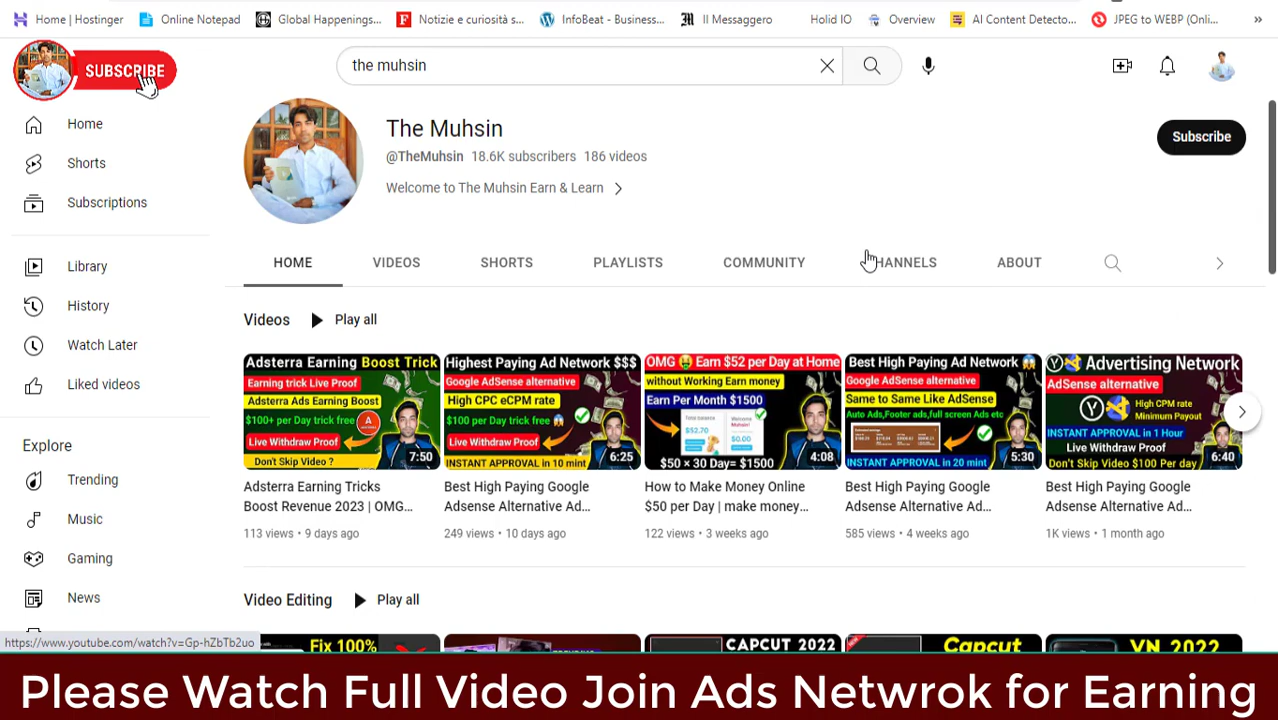 Home | Hostinger
Online Notepad
Global Happenings...
Notizie e curiosità s...
InfoBeat - Business...
Il Messaggero
Holid IO
Overview
AI Content Detecto...
JPEG to WEBP (Onli...
SUBSCRIBE
the muhsin
Home
Shorts
Subscriptions
Library
History
Watch Later
Liked videos
Explore
Trending
Music
Gaming
News
The Muhsin
@TheMuhsin 18.6K subscribers 186 videos
Welcome to The Muhsin Earn & Learn
Subscribe
HOME VIDEOS SHORTS PLAYLISTS COMMUNITY HANNELS ABOUT
Videos Play all
Adsterra Earning Boost Trick
Earning trick Live Proof
Adsterra Ads Earning Boost
$100+ per Day trick free
Live Withdraw Proof
Don't Skip Video ?
7:50
Adsterra Earning Tricks
Boost Revenue 2023 | OMG...
113 views • 9 days ago
Highest Paying Ad Network $$$
Google AdSense alternative
High CPC eCPM rate
$100 per Day trick free
Live Withdraw Proof
INSTANT APPROVAL in 10 mint
6:25
Best High Paying Google
Adsense Alternative Ad...
249 views • 10 days ago
OMG Earn $52 per Day at Home
without Working Earn money
Earn Per Month $1500
Total balance
$52.70
Welcome
Muhsin!
$0.00
$50 × 30 Day= $1500
4:08
How to Make Money Online
$50 per Day | make money...
122 views • 3 weeks ago
Best High Paying Ad Network
Google AdSense alternative
Same to Same Like AdSense
Auto Ads,Footer ads,full screen Ads etc
INSTANT APPROVAL in 20 mint
5:30
Best High Paying Google
Adsense Alternative Ad...
585 views • 4 weeks ago
Advertising Network
AdSense alternative
High CPM rate
Minimum Payout
INSTANT APPROVAL in 1 Hour
Live Withdraw Proof
Don't Skip Video $100 Per day
6:40
Best High Paying Google
Adsense Alternative Ad...
1K views • 1 month ago
Video Editing Play all
Fix 100%
CAPCUT 2022
Capcut
VN 2022
https://www.youtube.com/watch?v=Gp-hZbTb2uo
Please Watch Full Video Join Ads Netwrok for Earning